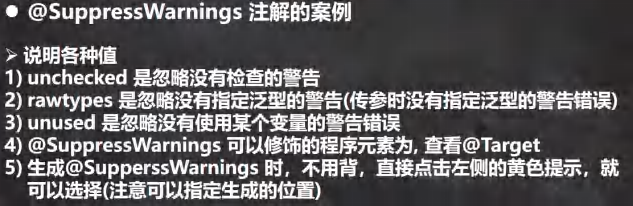 ● @SuppressWarnings 注解的案例
➢ 说明各种值
1) unchecked 是忽略没有检查的警告
2) rawtypes 是忽略没有指定泛型的警告(传参时没有指定泛型的警告错误)
3) unused 是忽略没有使用某个变量的警告错误
4) @SuppressWarnings 可以修饰的程序元素为, 查看@Target
5) 生成@SupperssWarnings 时，不用背，直接点击左侧的黄色提示，就
可以选择(注意可以指定生成的位置)